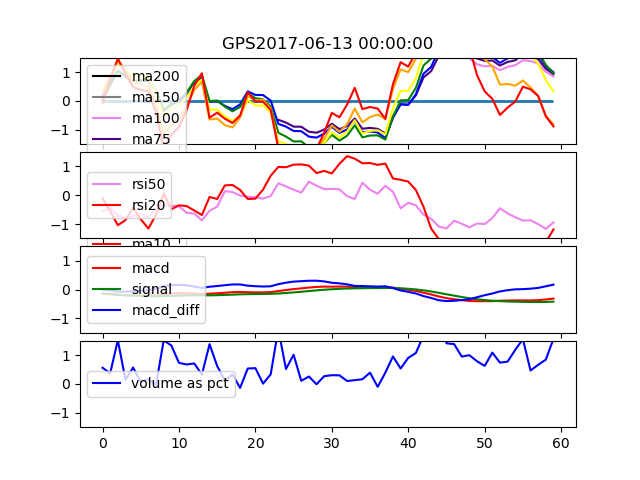 GPS2017-06-13 00:00:00
1
0
−1
ma200
ma150
ma100
ma75
1
0
−1
rsi50
rsi20
ma10
1
0
−1
macd
signal
macd_diff
1
0
−1
volume as pct
0 10 20 30 40 50 60